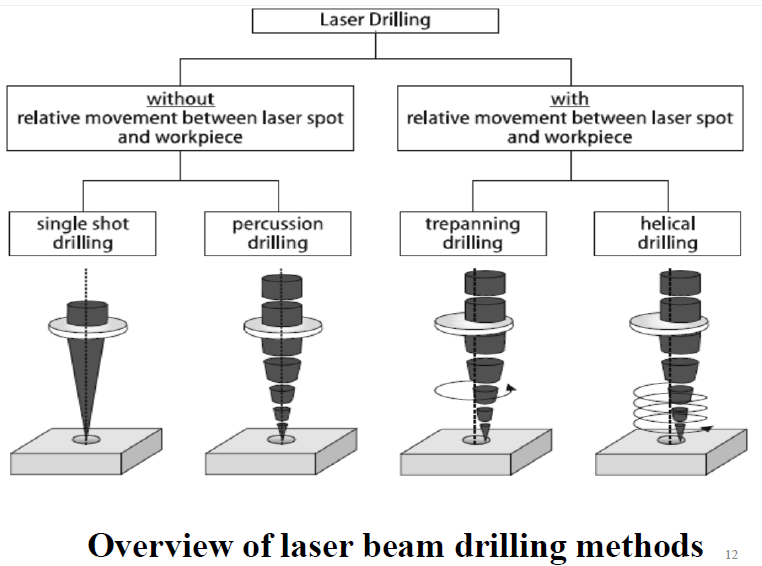 Laser Drilling
without
relative movement between laser spot
and workpiece
with
relative movement between laser spot
and workpiece
single shot
drilling
percussion
drilling
trepanning
drilling
helical
drilling
Overview of laser beam drilling methods
12